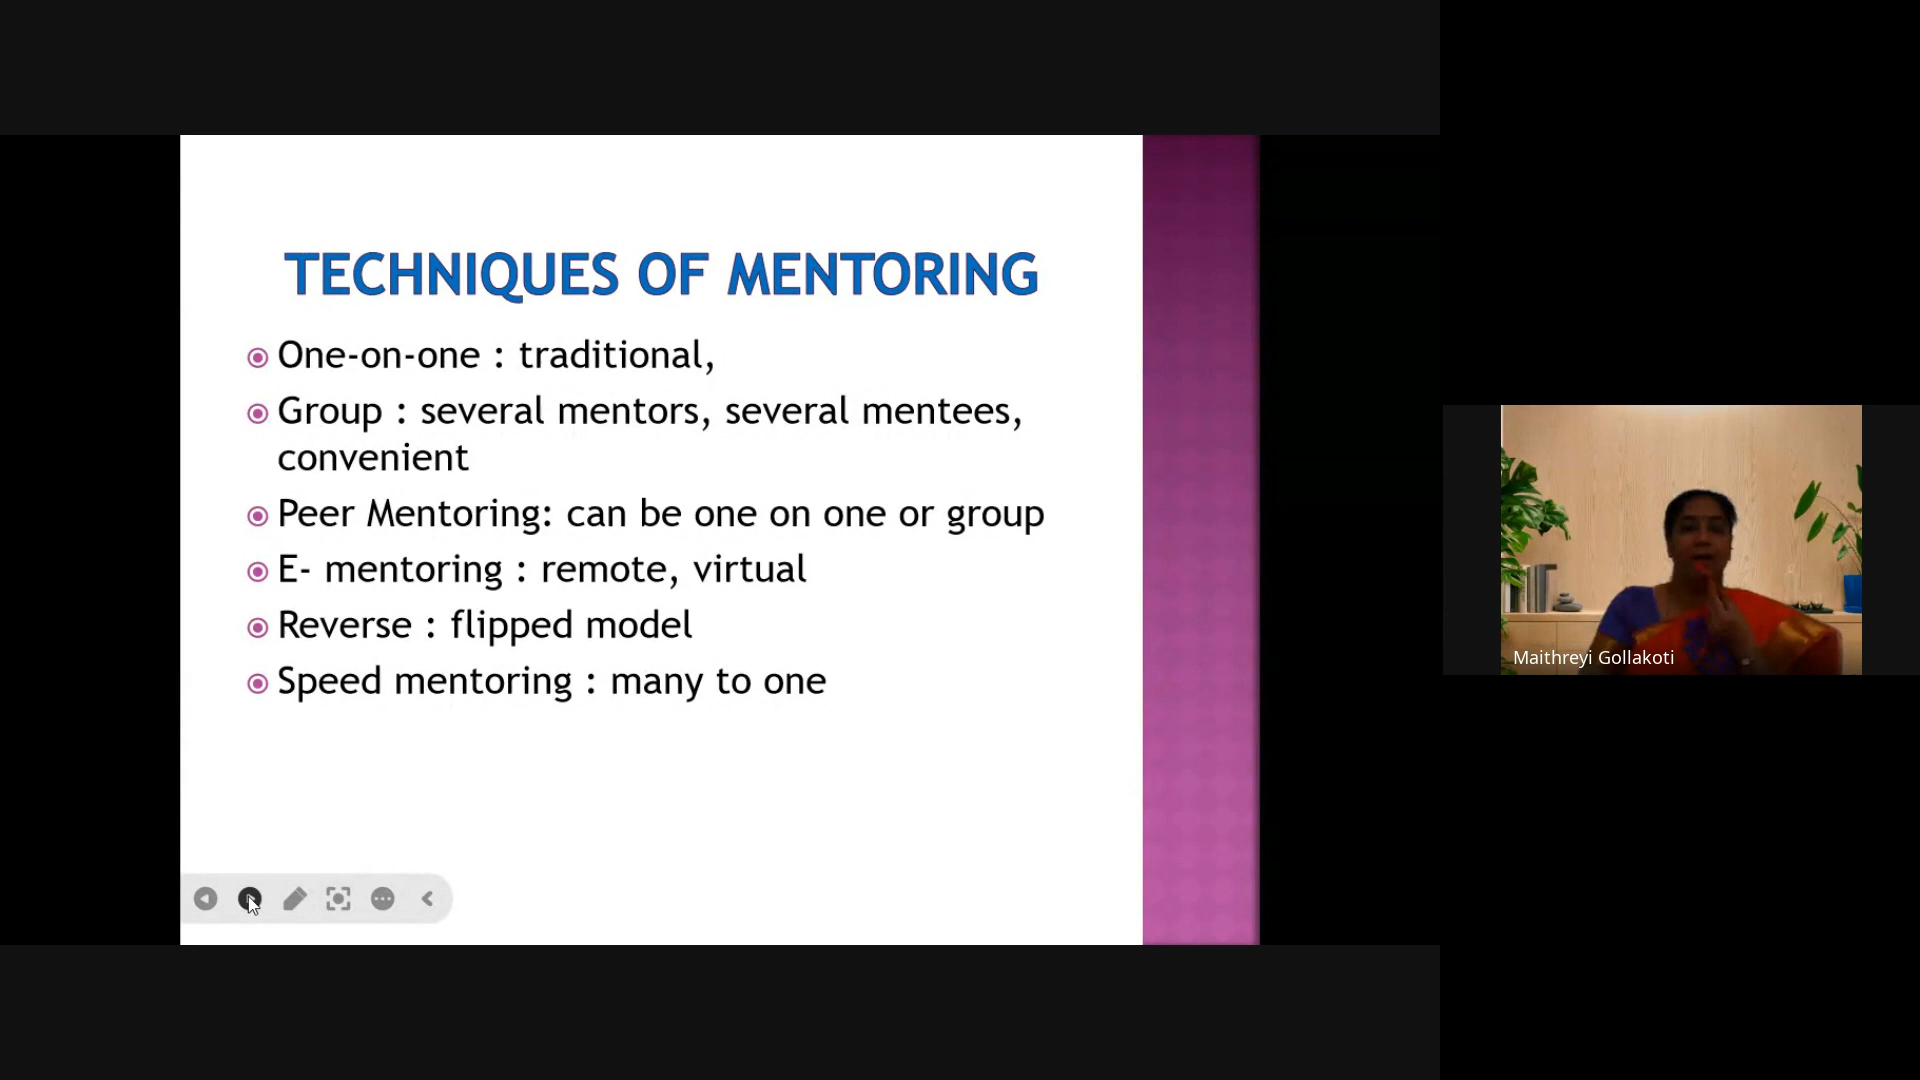 TECHNIQUES OF MENTORING
One-on-one : traditional,
Group : several mentors, several mentees,
convenient
Peer Mentoring: can be one on one or group
E- mentoring : remote, virtual
Reverse : flipped model
Speed mentoring : many to one
Maithreyi Gollakoti